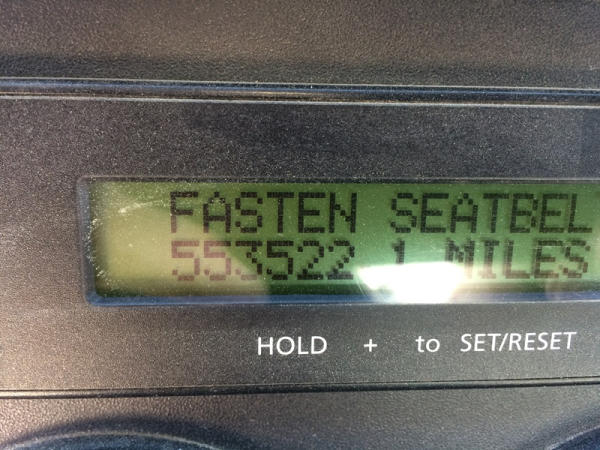 FASTEN SEATBEL
553522.1 MILES
HOLD + to SET/RESET